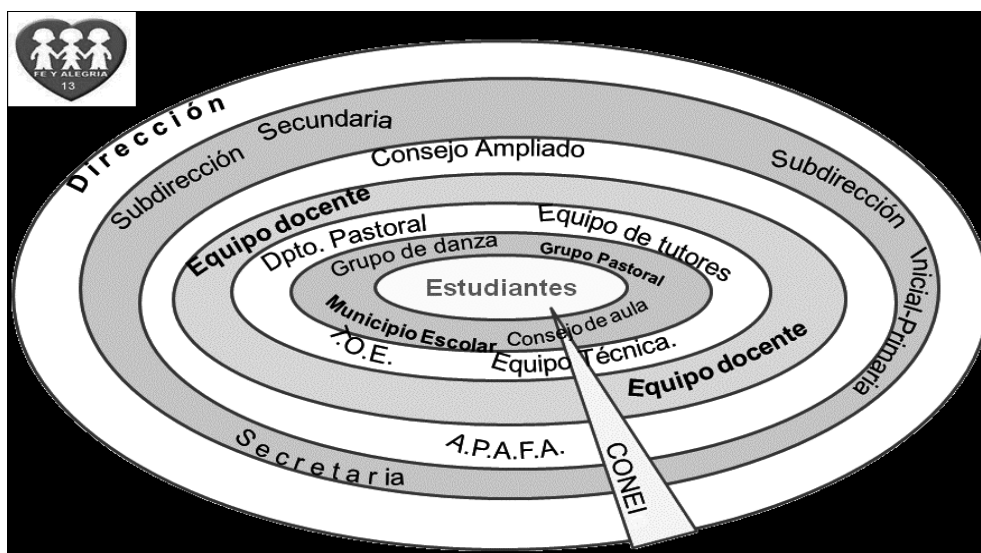 FE Y ALEGRIA
13
Dirección
Subdirección Secundaria
Subdirección Inicial-Primaria
Consejo Ampliado
Equipo docente
Dpto. Pastoral
Equipo de tutores
Grupo de danza
Grupo Pastoral
Estudiantes
Municipio Escolar
Consejo de aula
T.O.E.
Equipo Técnica.
Equipo docente
A.P.A.F.A.
Secretaria
CONEI